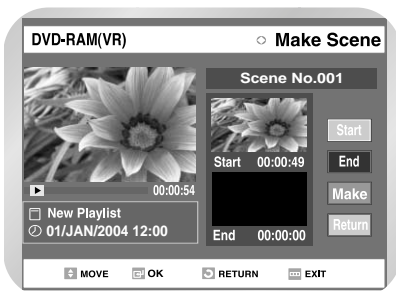 DVD-RAM(VR)
Make Scene
Scene No.001
Start 00:00:49
End 00:00:00
00:00:54
New Playlist
01/JAN/2004 12:00
Start
End
Make
Return
MOVE OK RETURN EXIT